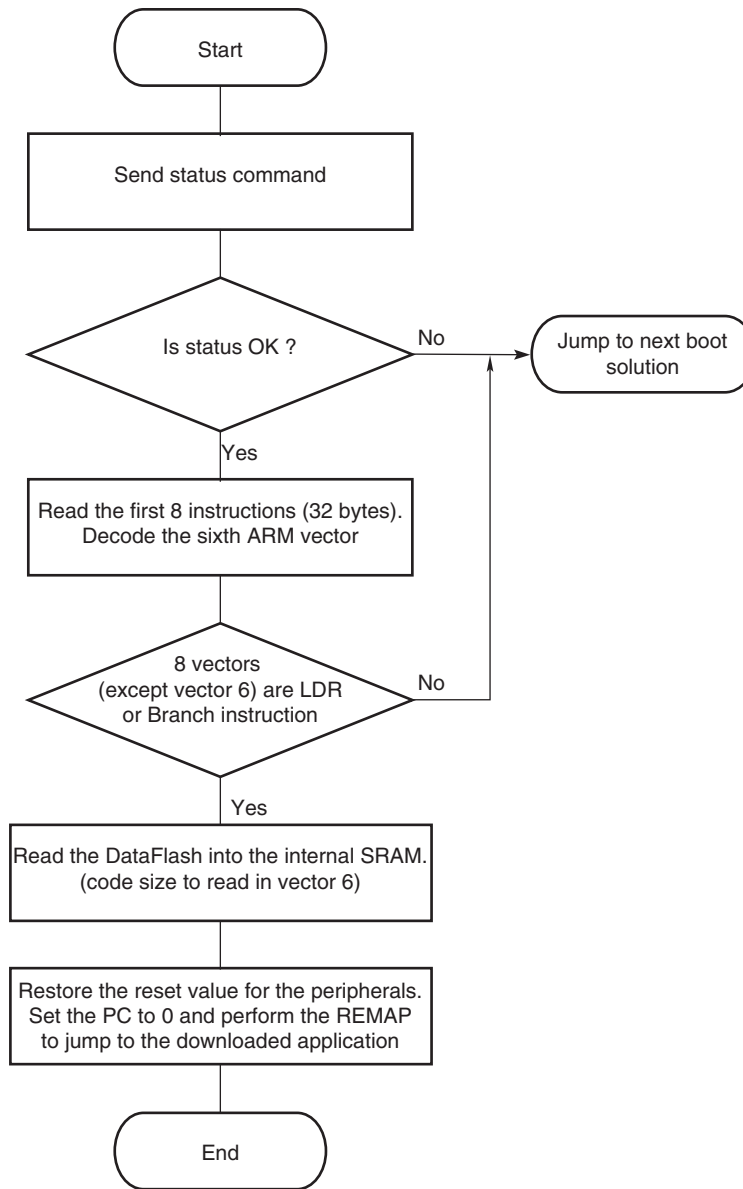 Start
Send status command
Is status OK ?
No
Jump to next boot
solution
Yes
Read the first 8 instructions (32 bytes).
Decode the sixth ARM vector
8 vectors
(except vector 6) are LDR
or Branch instruction
No
Yes
Read the DataFlash into the internal SRAM.
(code size to read in vector 6)
Restore the reset value for the peripherals.
Set the PC to 0 and perform the REMAP
to jump to the downloaded application
End